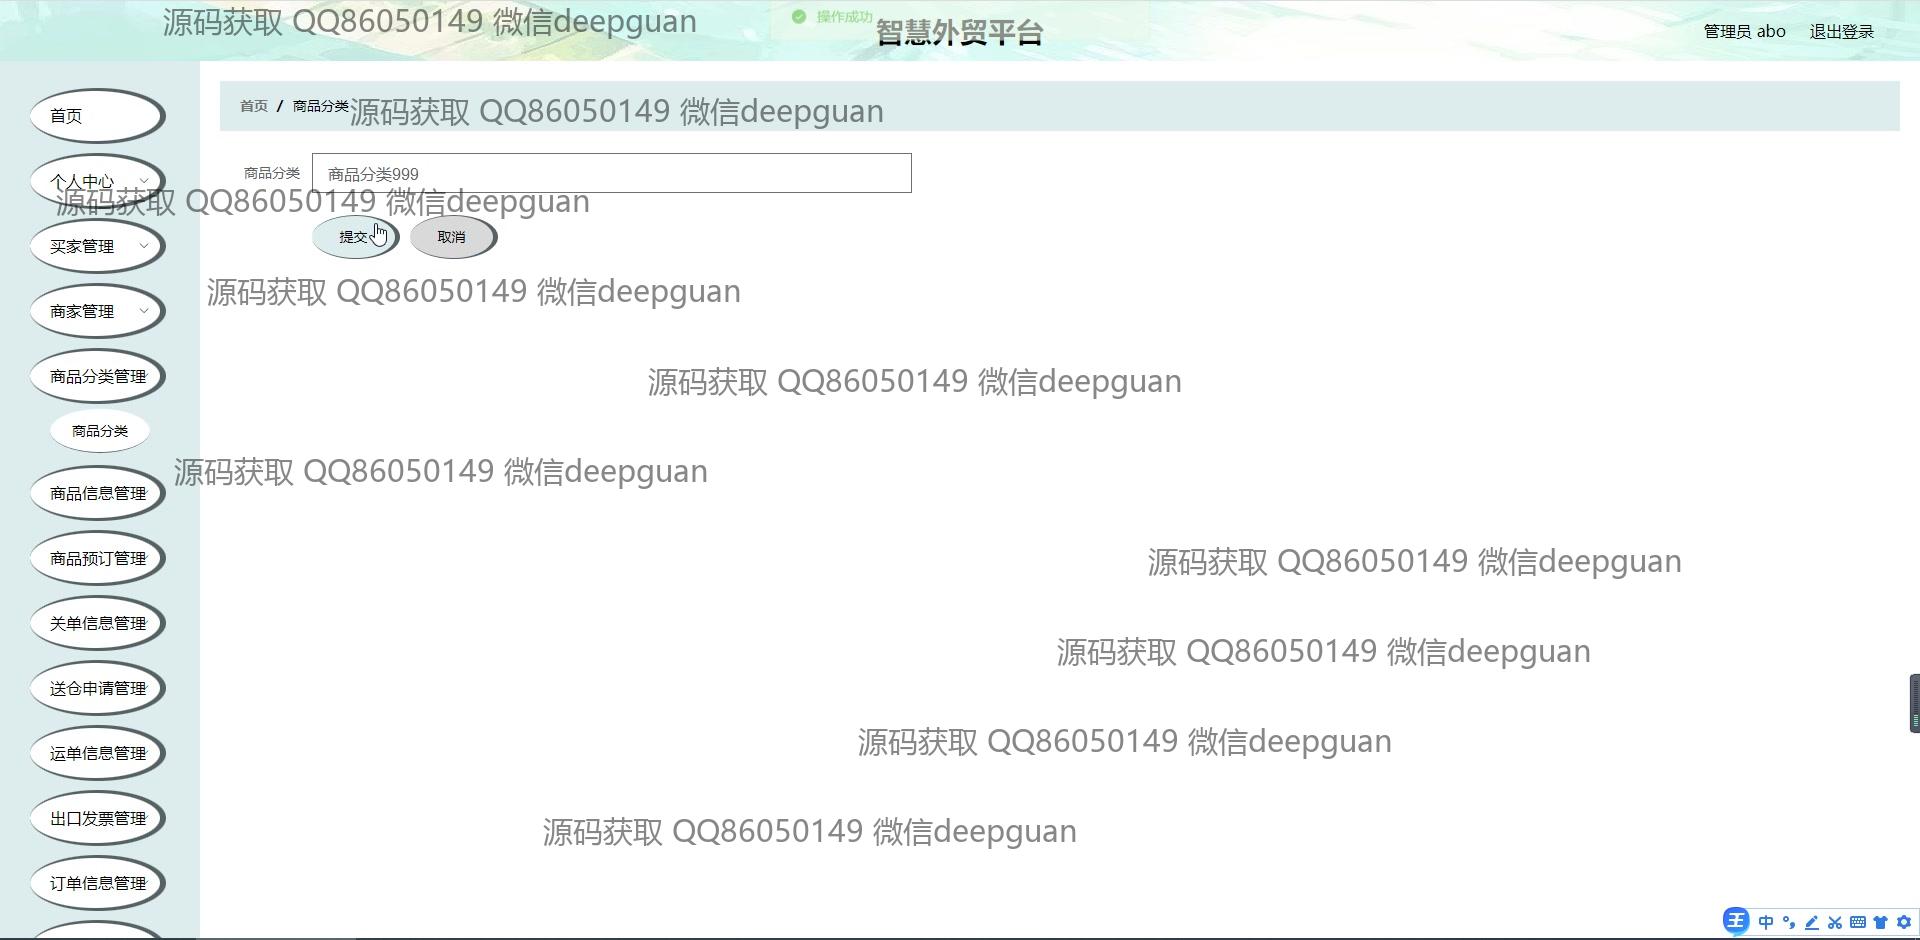 源码获取 QQ86050149 微信deepguan
操作成功
智慧外贸平台
管理员 abo
退出登录
首页 / 商品分类
源码获取 QQ86050149 微信deepguan
首页
商品分类
商品分类999
个人中心
源码获取 QQ86050149 微信deepguan
提交
取消
买家管理
源码获取 QQ86050149 微信deepguan
商家管理
商品分类管理
源码获取 QQ86050149 微信deepguan
商品分类
源码获取 QQ86050149 微信deepguan
商品信息管理
商品预订管理
源码获取 QQ86050149 微信deepguan
关单信息管理
源码获取 QQ86050149 微信deepguan
送仓申请管理
源码获取 QQ86050149 微信deepguan
运单信息管理
出口发票管理
源码获取 QQ86050149 微信deepguan
订单信息管理
王 中